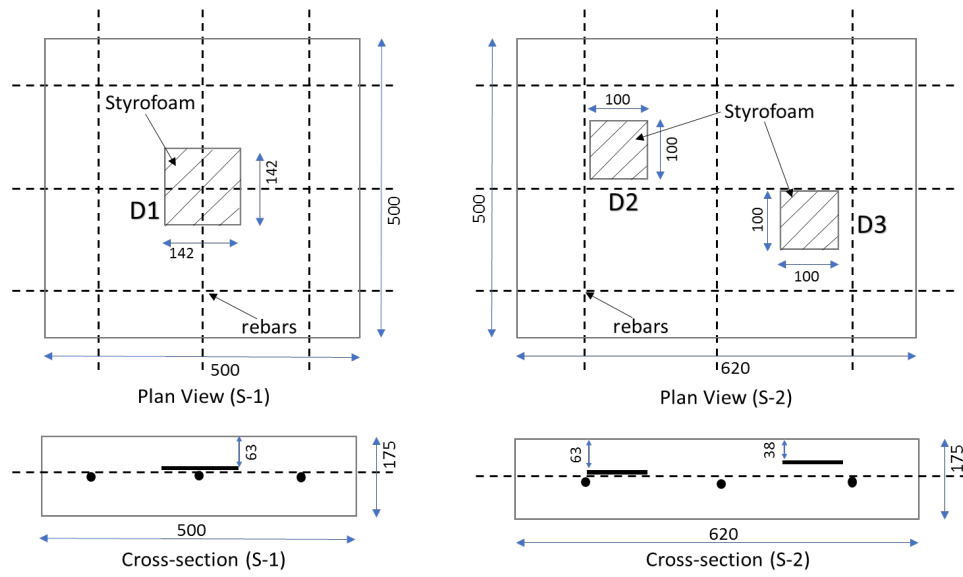 Styrofoam
142
D1
142
500
rebars
500
Plan View (S-1)
100
Styrofoam
100
D2
500
100
D3
100
rebars
620
Plan View (S-2)
63
175
500
Cross-section (S-1)
63
38
175
620
Cross-section (S-2)